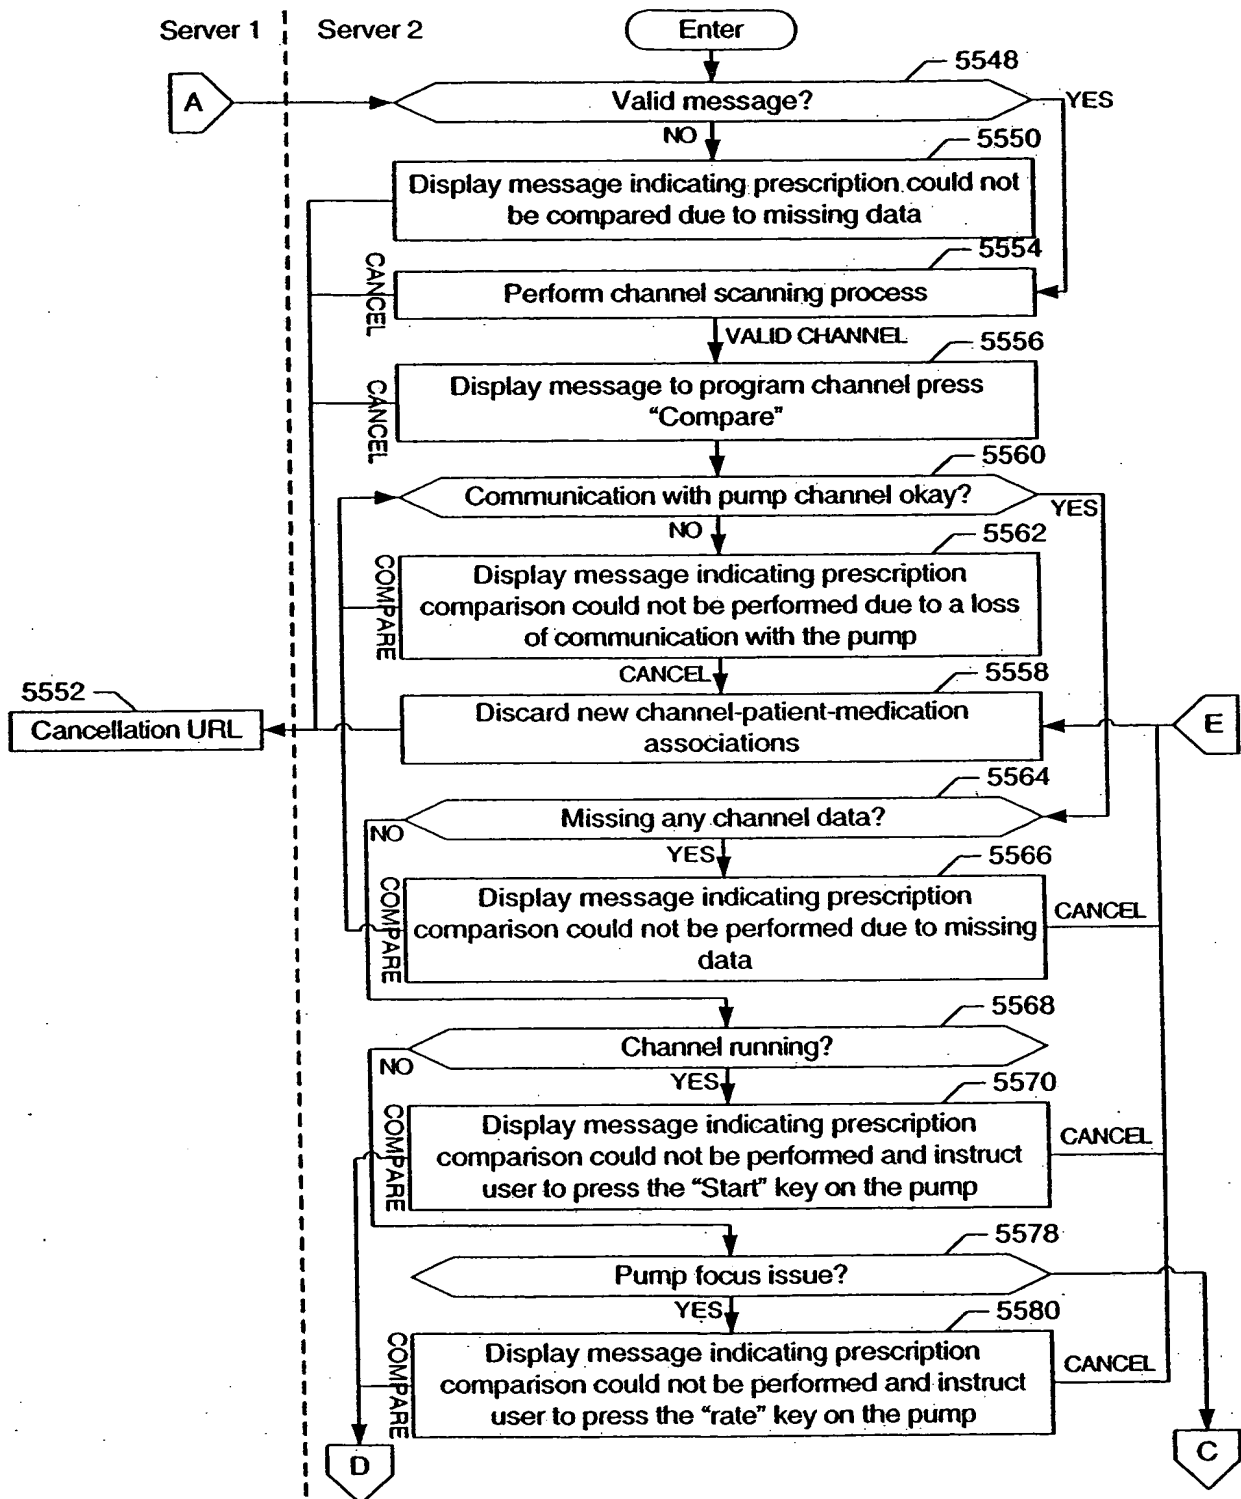 Server 1
Server 2
Enter
5548
A
Valid message?
YES
NO
5550
Display message indicating prescription could not
be compared due to missing data
5554
CANCEL
Perform channel scanning process
VALID CHANNEL
5556
CANCEL
Display message to program channel press
“Compare”
5560
Communication with pump channel okay?
YES
NO
5562
COMPARE
Display message indicating prescription
comparison could not be performed due to a loss
of communication with the pump
CANCEL
5558
5552
Cancellation URL
Discard new channel-patient-medication
associations
E
5564
Missing any channel data?
NO
YES
5566
COMPARE
Display message indicating prescription
comparison could not be performed due to missing
data
CANCEL
5568
Channel running?
NO
YES
5570
COMPARE
Display message indicating prescription
comparison could not be performed and instruct
user to press the “Start” key on the pump
CANCEL
5578
Pump focus issue?
YES
5580
COMPARE
Display message indicating prescription
comparison could not be performed and instruct
user to press the “rate” key on the pump
CANCEL
D
C